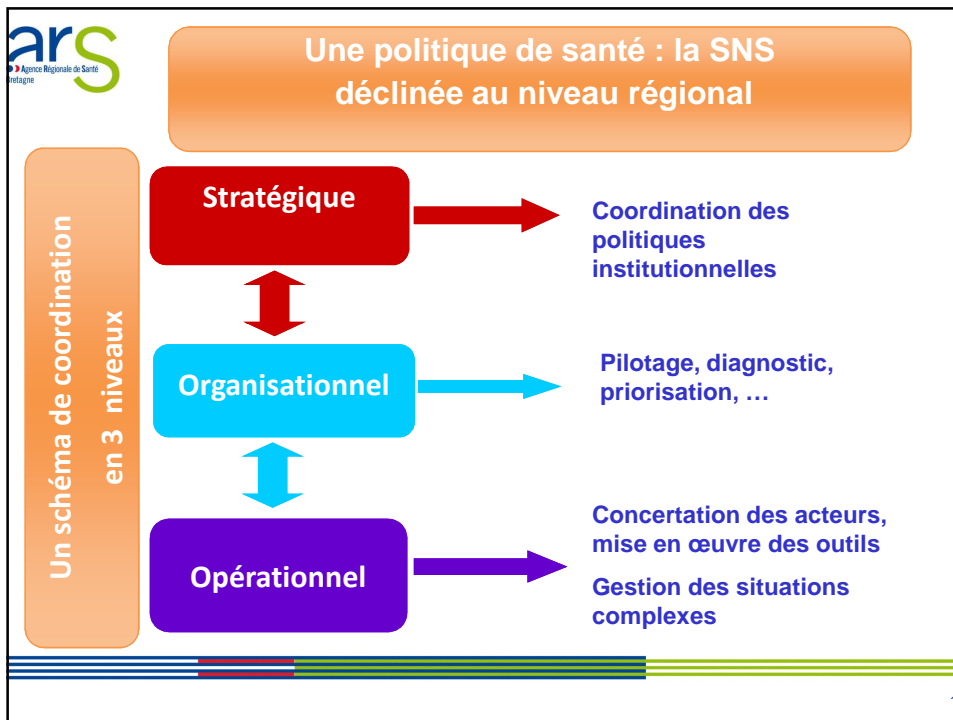 ars
Agence Régionale de Santé
Bretagne
Une politique de santé : la SNS
déclinée au niveau régional
Un schéma de coordination
en 3 niveaux
Stratégique
Coordination des
politiques
institutionnelles
Organisationnel
Pilotage, diagnostic,
priorisation, …
Opérationnel
Concertation des acteurs,
mise en œuvre des outils
Gestion des situations
complexes